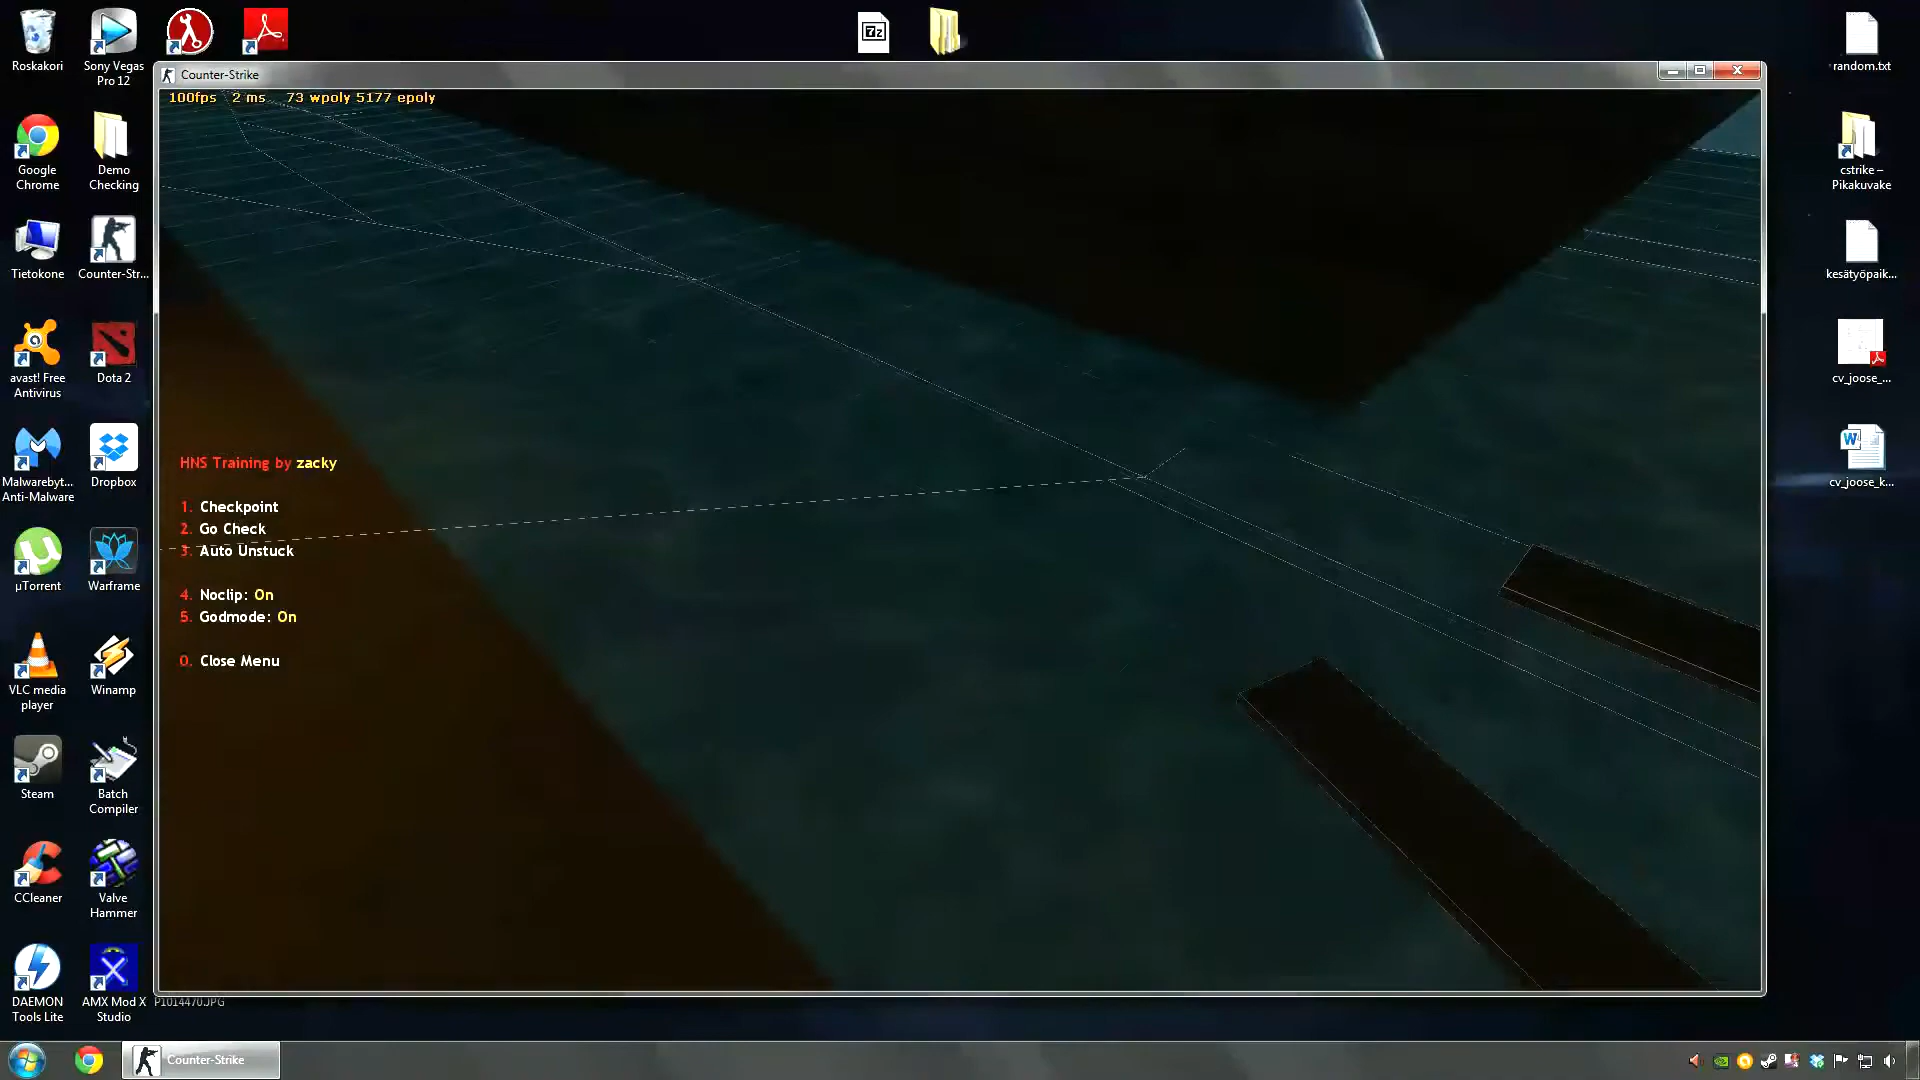 Roskakori
Sony Vegas
Pro 12
random.txt
Counter-Strike
100fps 2 ms 73 wpoly 5177 epoly
Google
Chrome
Demo
Checking
cstrike –
Pikakuvake
Tietokone
Counter-Str...
kesätyöpaik...
avast! Free
Antivirus
Dota 2
cv_joose_...
HNS Training by zacky
Malwarebyt...
Anti-Malware
Dropbox
cv_joose_k...
1. Checkpoint
2. Go Check
3. Auto Unstuck
4. Noclip: On
5. Godmode: On
0. Close Menu
µTorrent
Warframe
VLC media
player
Winamp
Steam
Batch
Compiler
CCleaner
Valve
Hammer
DAEMON
Tools Lite
AMX Mod X
Studio
P1014470.JPG
7z
Counter-Strike